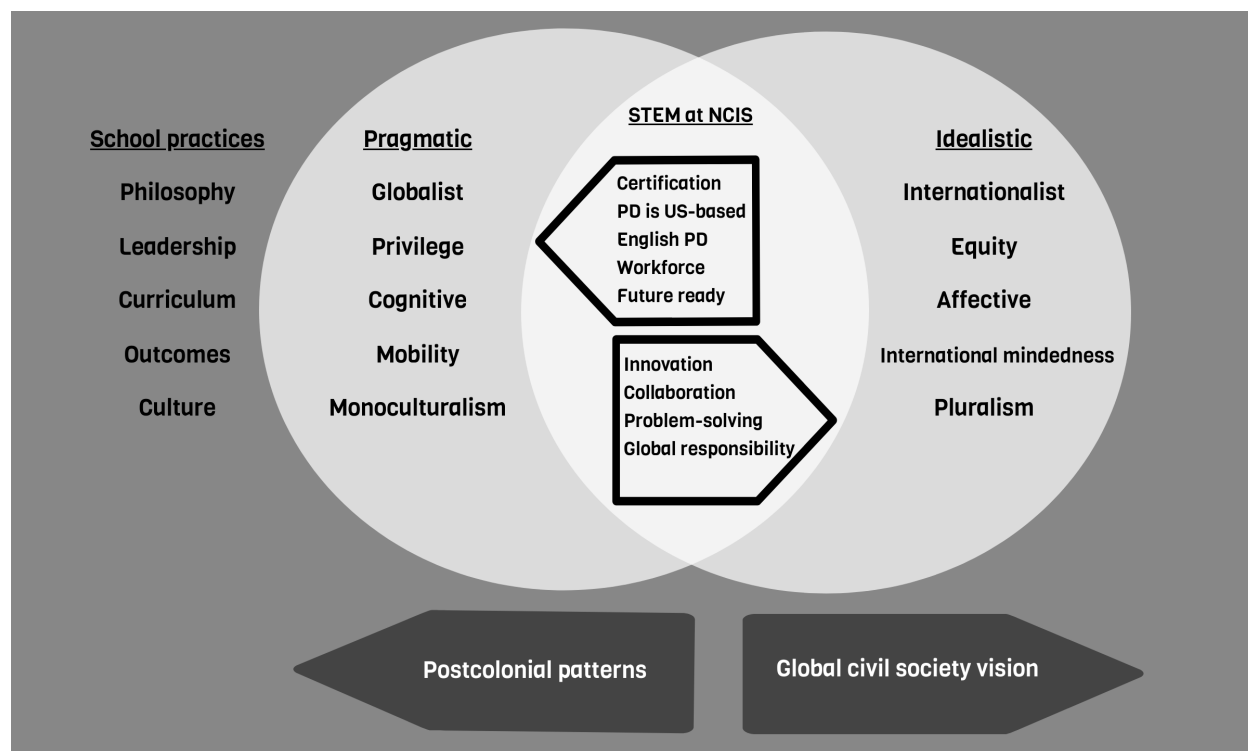 STEM at NCIS
School practices
Pragmatic
Idealistic
Philosophy
Globalist
Internationalist
Leadership
Privilege
Equity
Curriculum
Cognitive
Affective
Outcomes
Mobility
International mindedness
Culture
Monoculturalism
Pluralism
Certification
PD is US-based
English PD
Workforce
Future ready
Innovation
Collaboration
Problem-solving
Global responsibility
Postcolonial patterns
Global civil society vision